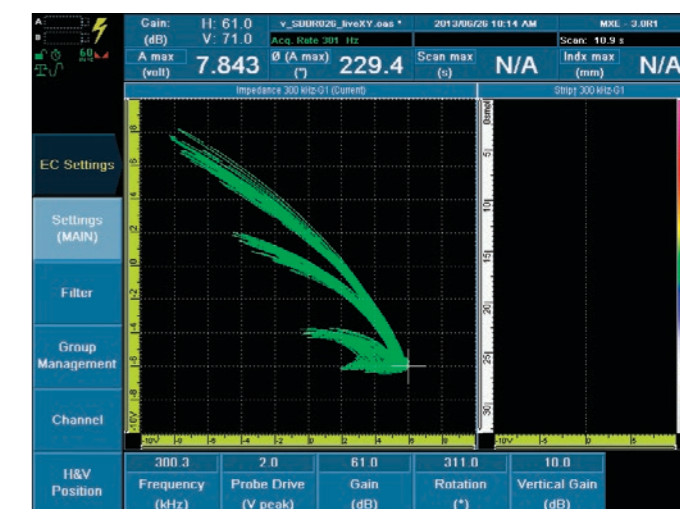 A:
B:
60
Gain: (dB) H: 61.0 V: 71.0
v_SUUR026_liveXY.oas *
2013/06/26 10:14 AM
MXE - 3.0R1
Acq. Rate 301 Hz
Scan: 10.9 s
A max (volt) 7.843
Ø (A max) (°) 229.4
Scan max (s) N/A
Indx max (mm) N/A
Impedance 300 kHz-G1 (Current)
Strip† 300 kHz-G1
EC Settings
Settings
(MAIN)
Filter
Group
Management
Channel
H&V
Position
300.3 2.0 61.0 311.0 10.0
Frequency Probe Drive Gain Rotation Vertical Gain
(kHz) (V peak) (dB) (°) (dB)